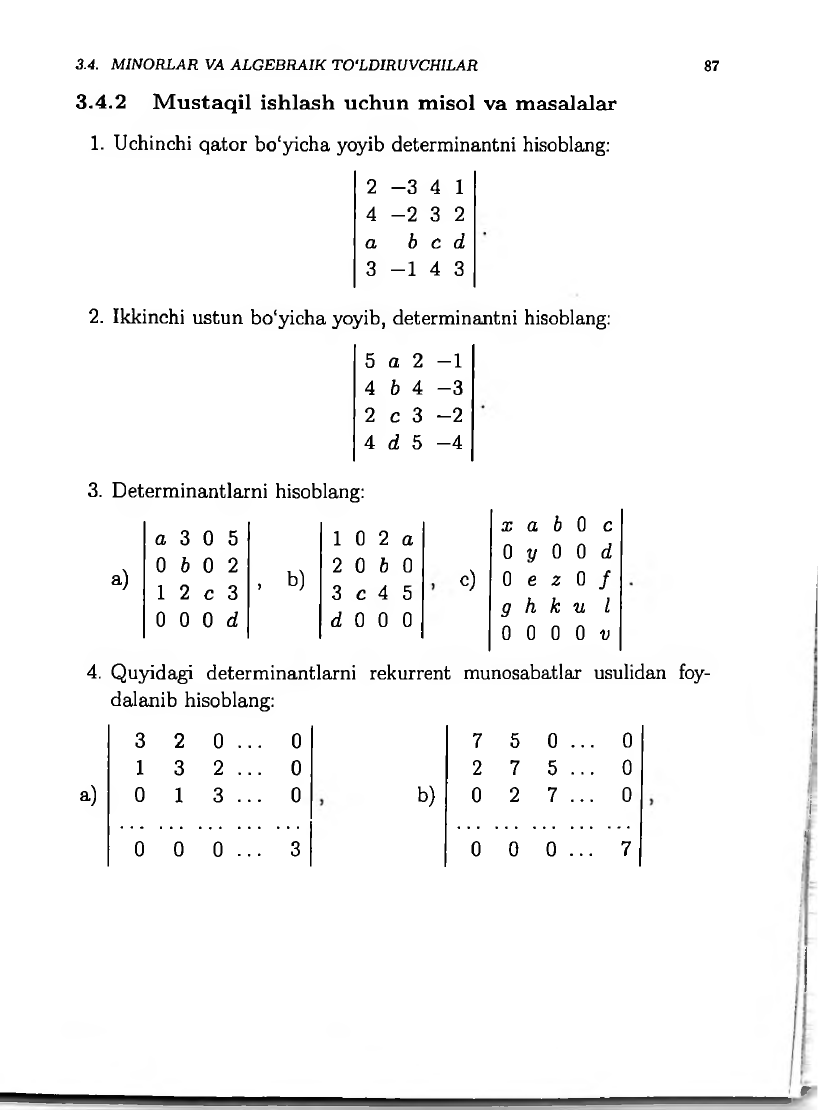 3.4. MINORLAR VA ALGEBRAIK TO‘LDIRUVCHILAR 87
3.4.2 Mustaqil ishlash uchun misol va masalalar
1. Uchinchi qator bo‘yicha yoyib determinantni hisoblang:
2 −3 4 1
4 −2 3 2
a b c d
3 −1 4 3
.
2. Ikkinchi ustun bo‘yicha yoyib, determinantni hisoblang:
5 a 2 −1
4 b 4 −3
2 c 3 −2
4 d 5 −4
.
3. Determinantlarni hisoblang:
a)
a 3 0 5
0 b 0 2
1 2 c 3
0 0 0 d
,
b)
1 0 2 a
2 0 b 0
3 c 4 5
d 0 0 0
,
c)
x a b 0 c
0 y 0 0 d
0 e z 0 f
g h k u l
0 0 0 0 v
.
4. Quyidagi determinantlarni rekurrent munosabatlar usulidan foy-
dalanib hisoblang:
a)
3 2 0 ... 0
1 3 2 ... 0
0 1 3 ... 0
... ... ... ... ...
0 0 0 ... 3
,
b)
7 5 0 ... 0
2 7 5 ... 0
0 2 7 ... 0
... ... ... ... ...
0 0 0 ... 7
,